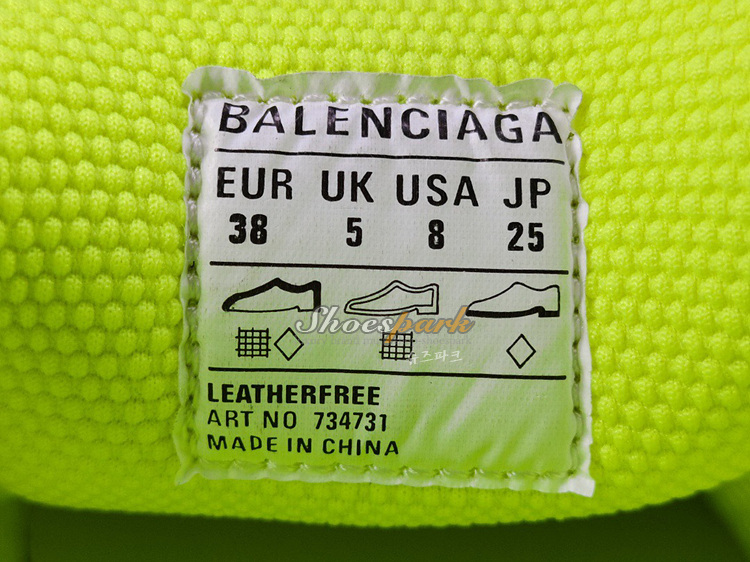 BALENCIAGA
EUR UK USA JP
38 5 8 25
Shoespark
슈즈파크
LEATHERFREE
ART NO 734731
MADE IN CHINA